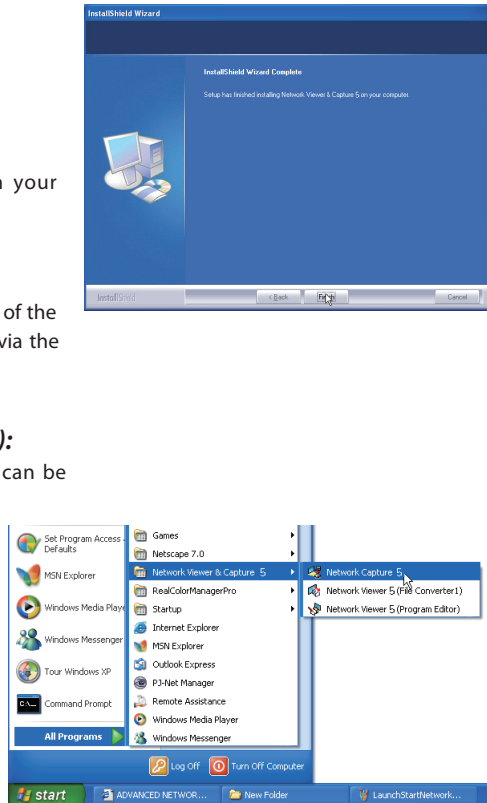 InstallShield Wizard
InstallShield Wizard Complete
Setup has finished installing Network Viewer & Capture 5 on your computer.
InstallShield
< Back
Finish
Cancel
your
of the
via the
):
can be
Set Program Access
Defaults
MSN Explorer
Windows Media Playe
Windows Messenger
Tour Windows XP
Command Prompt
All Programs
Games
Netscape 7.0
Network Viewer & Capture 5
RealColorManagerPro
Startup
Internet Explorer
MSN Explorer
Outlook Express
PJ-Net Manager
Remote Assistance
Windows Media Player
Windows Messenger
Network Capture 5
Network Viewer 5 (File Converter1)
Network Viewer 5 (Program Editor)
Log Off
Turn Off Computer
start
ADVANCED NETWOR...
New Folder
LaunchStartNetwork...